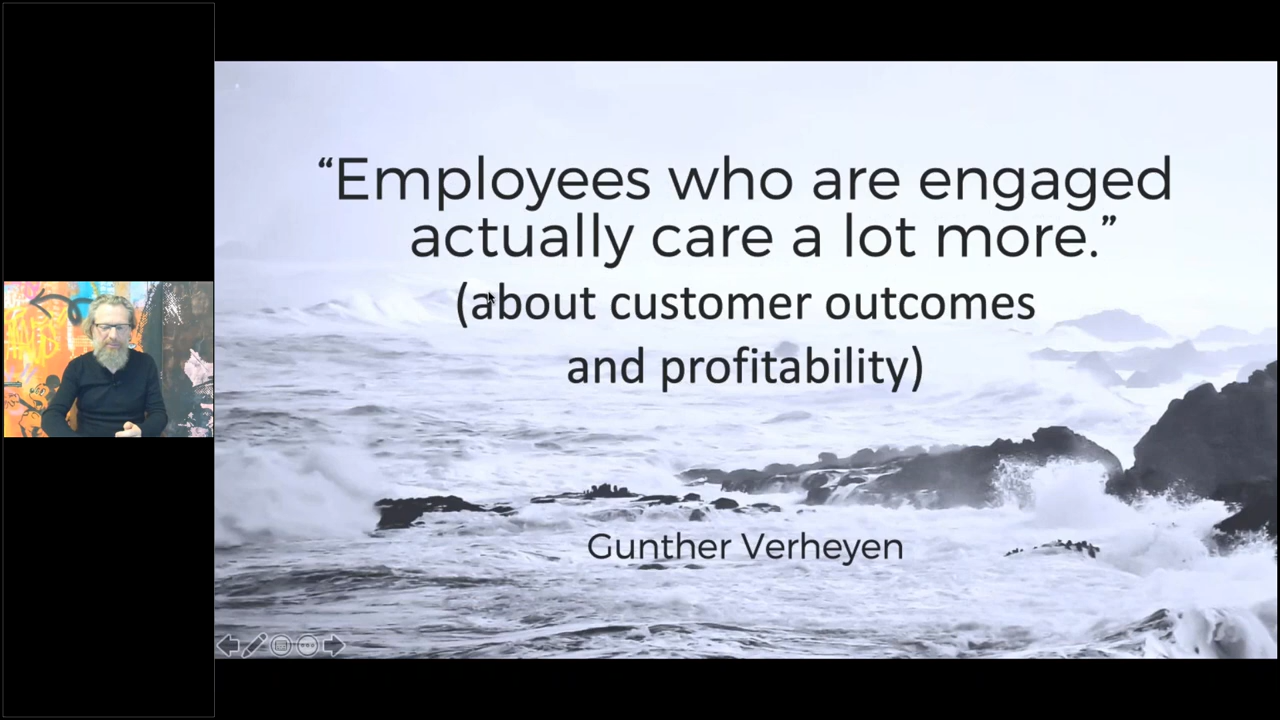 “Employees who are engaged
actually care a lot more.”
(about customer outcomes
and profitability)
Gunther Verheyen